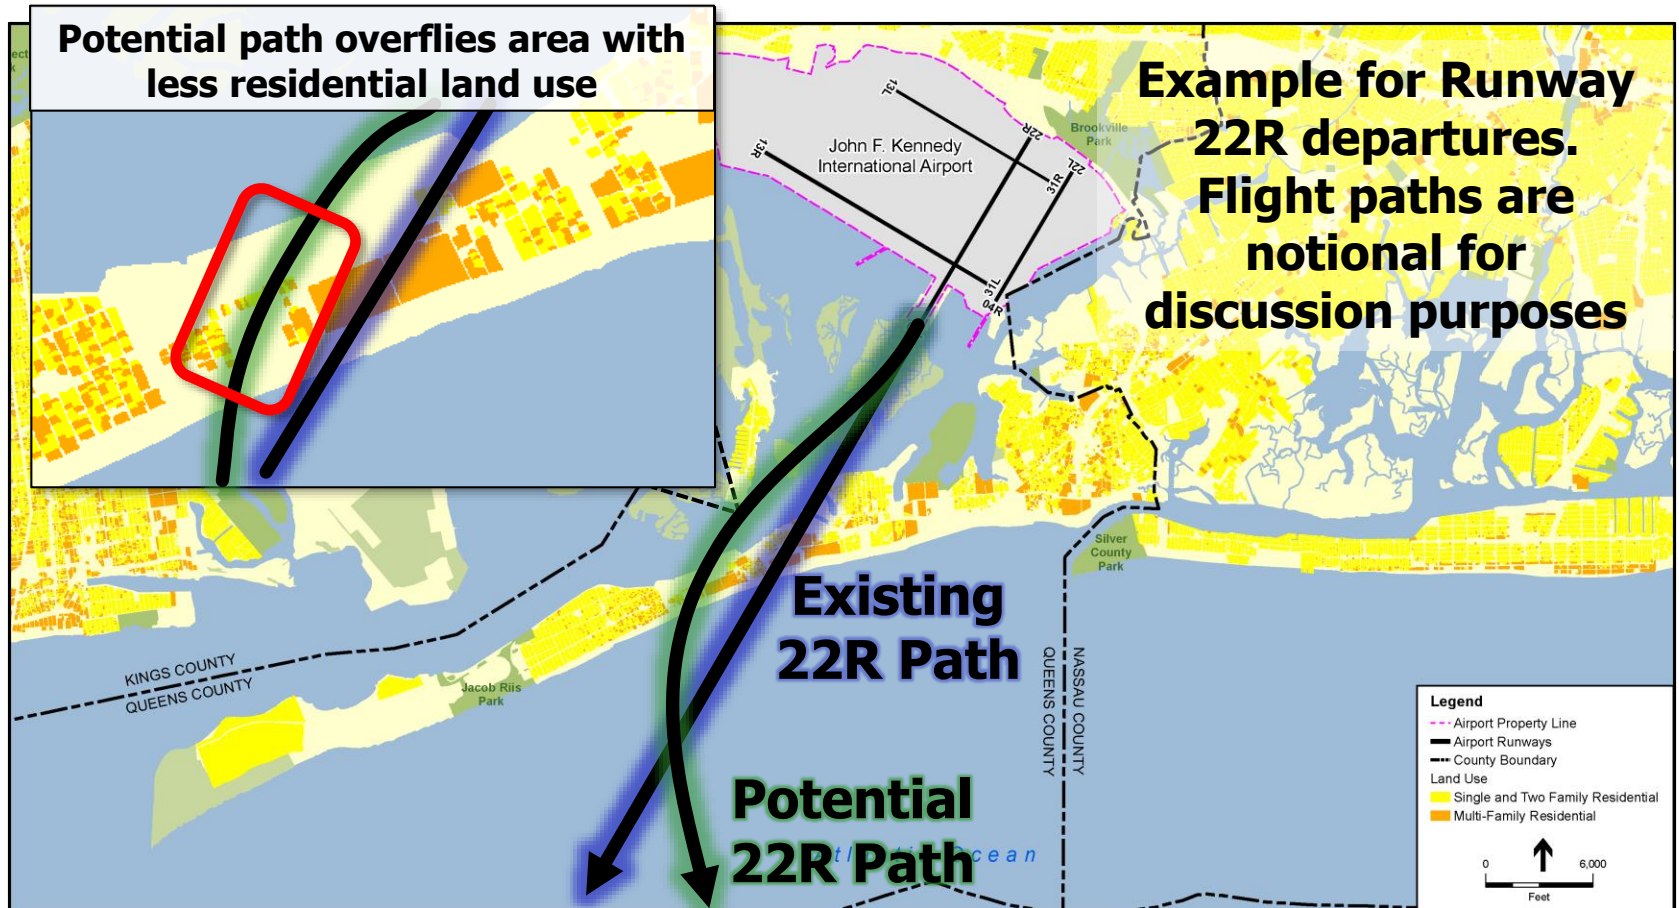 Potential path overflies area with
less residential land use
Example for Runway
22R departures.
Flight paths are
notional for
discussion purposes
13L
22R
Brookville
Park
13R
John F. Kennedy
International Airport
22L
31R
31L
04R
Silver
County
Park
Existing
22R Path
KINGS COUNTY
QUEENS COUNTY
Jacob Riis
Park
QUEENS COUNTY
NASSAU COUNTY
Potential
22R Path
Ocean
Legend
Airport Property Line
Airport Runways
County Boundary
Land Use
Single and Two Family Residential
Multi-Family Residential
0 6,000
Feet